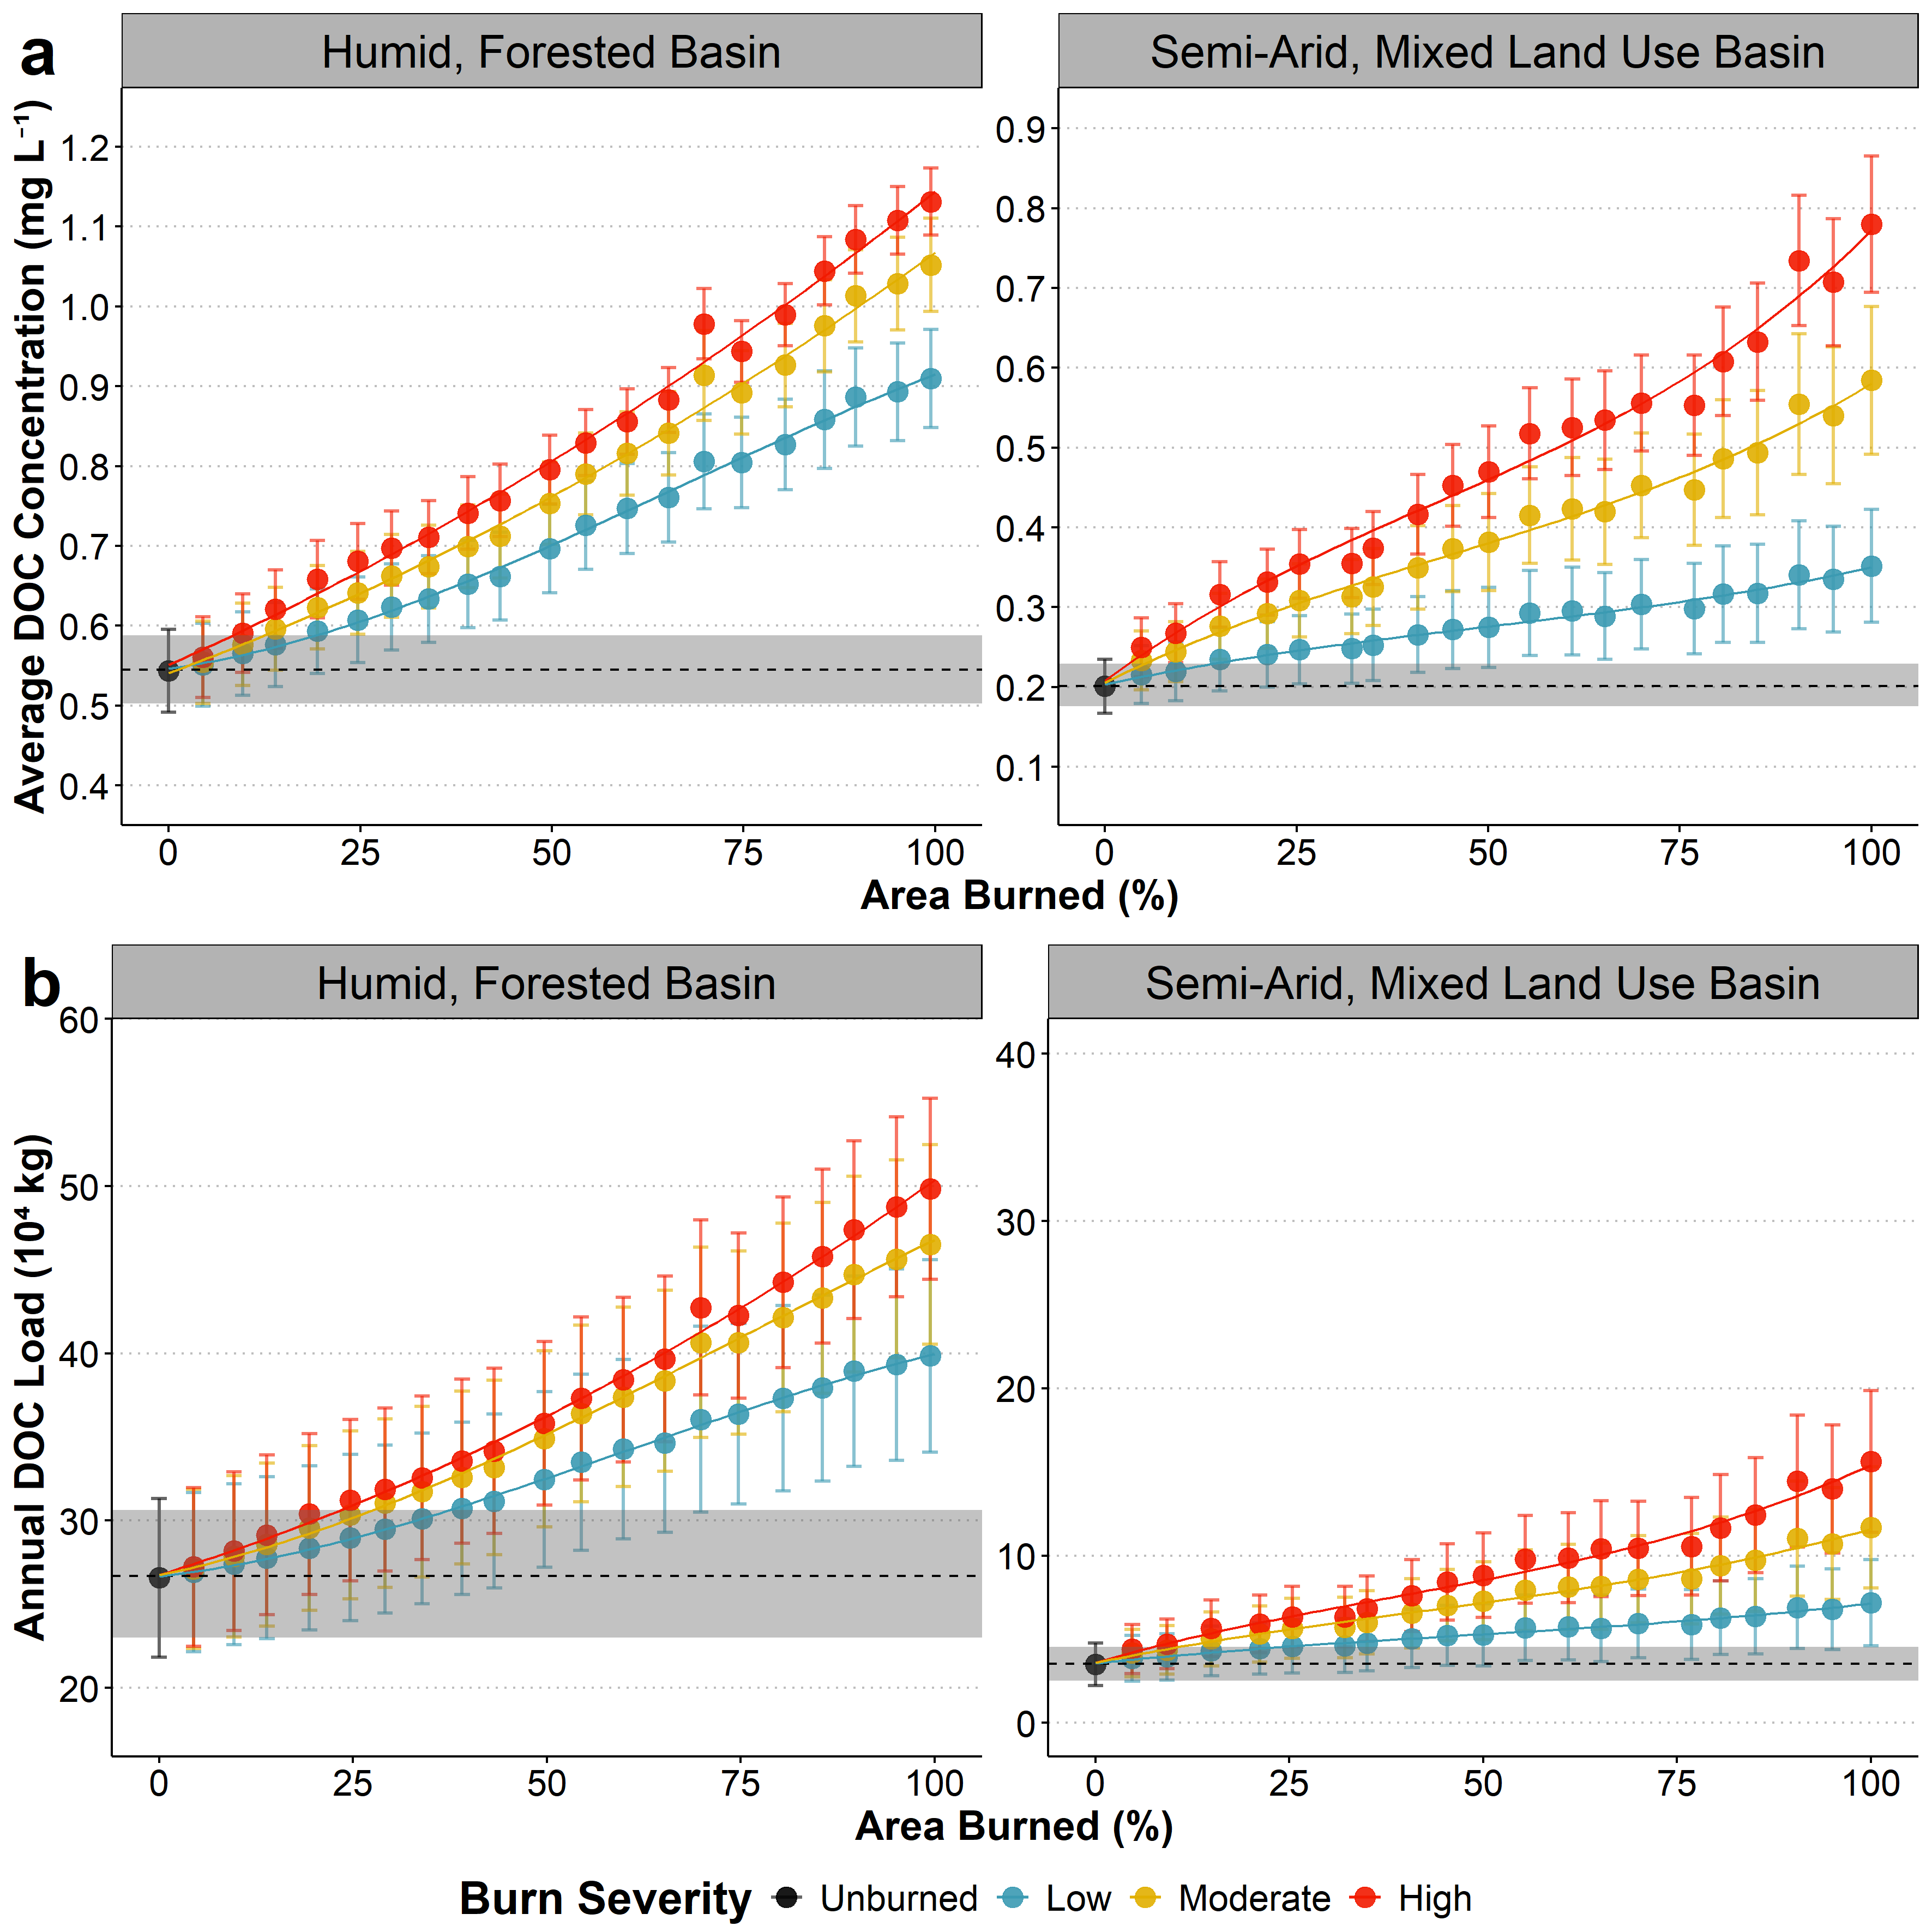 a
Humid, Forested Basin
Semi-Arid, Mixed Land Use Basin
Average DOC Concentration (mg L⁻¹)
1.2
1.1
1.0
0.9
0.8
0.7
0.6
0.5
0.4
0.9
0.8
0.7
0.6
0.5
0.4
0.3
0.2
0.1
0 25 50 75 100
0 25 50 75 100
Area Burned (%)
b
Humid, Forested Basin
Semi-Arid, Mixed Land Use Basin
Annual DOC Load (10⁴ kg)
60
50
40
30
20
40
30
20
10
0
0 25 50 75 100
0 25 50 75 100
Area Burned (%)
Burn Severity Unburned Low Moderate High